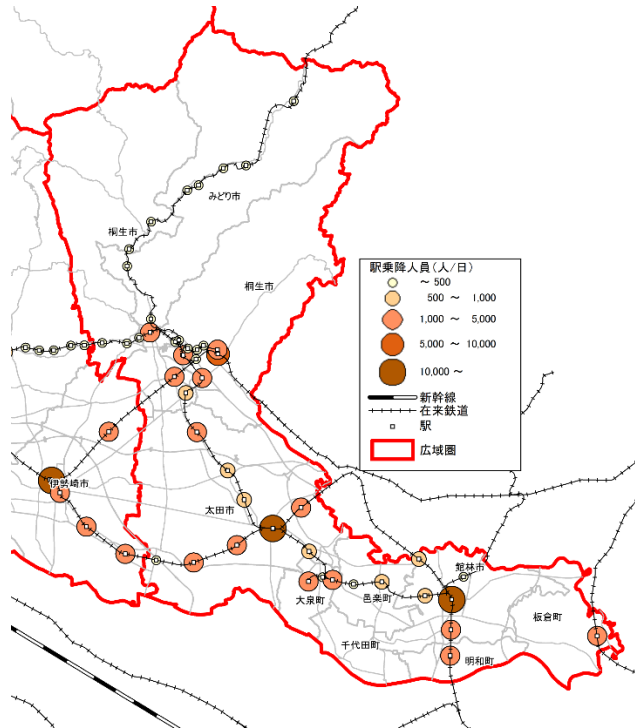 みどり市
桐生市
桐生市
駅乗降人員(人/日)
～ 500
500 ～ 1,000
1,000 ～ 5,000
5,000 ～ 10,000
10,000 ～
新幹線
在来鉄道
駅
広域圏
伊勢崎市
太田市
館林市
大泉町
邑楽町
板倉町
千代田町
明和町